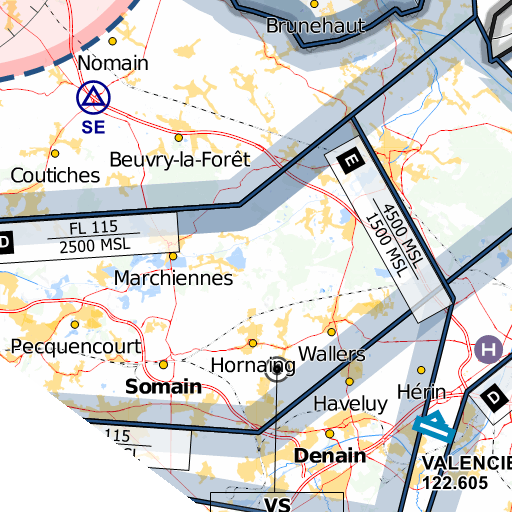 Brunehaut
Nomain
SE
Beuvry-la-Forêt
Coutiches
E
4500 MSL
1500 MSL
D
FL 115
2500 MSL
Marchiennes
Pecquencourt
Hornaing
Wallers
H
Somain
Hérin
Haveluy
D
115
Denain
VALENCIE
122.605
VS